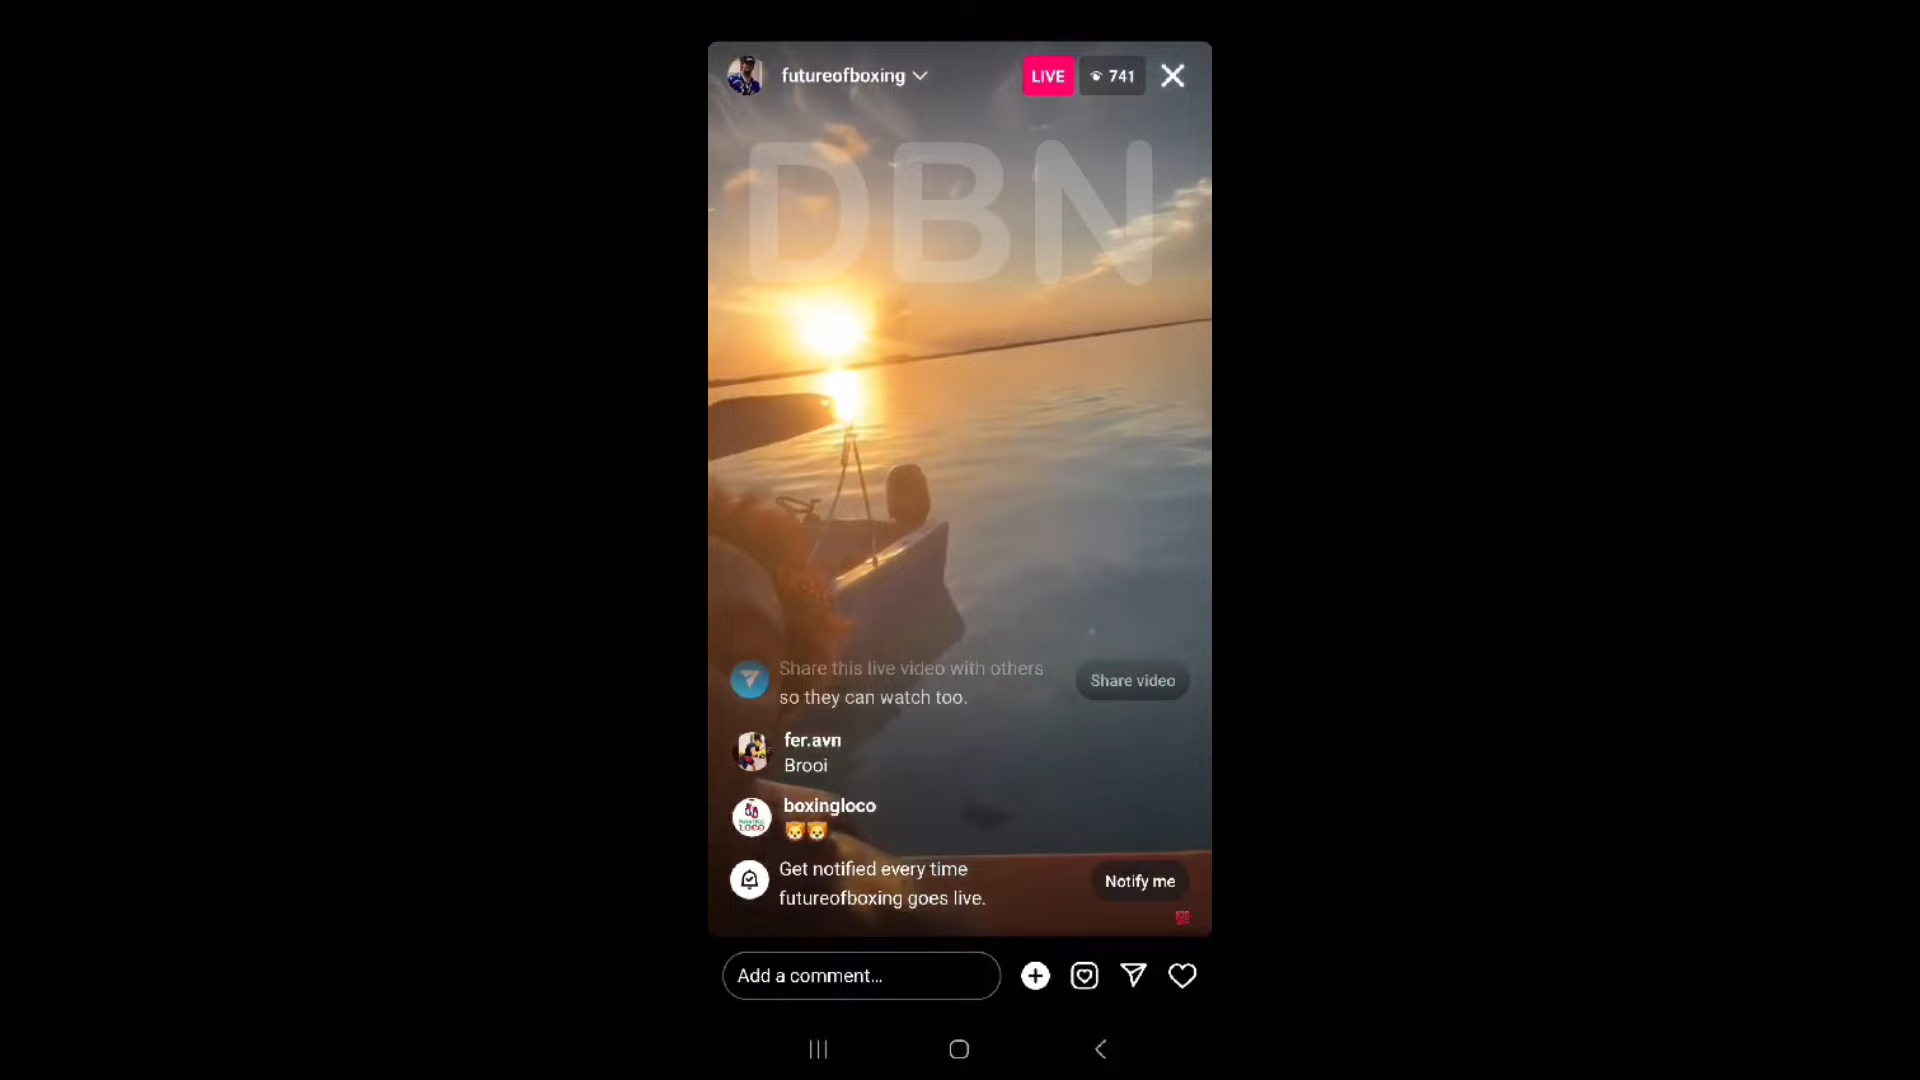 futureofboxing
LIVE
741
DBN
Share this live video with others
so they can watch too.
Share video
fer.avn
Brooi
boxingloco
LOCO
Get notified every time
futureofboxing goes live.
Notify me
Add a comment...